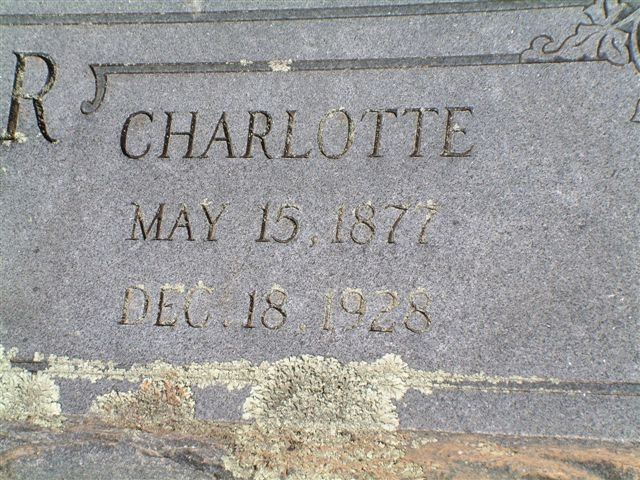 R
CHARLOTTE
MAY 15, 1877
DEC. 18, 1928